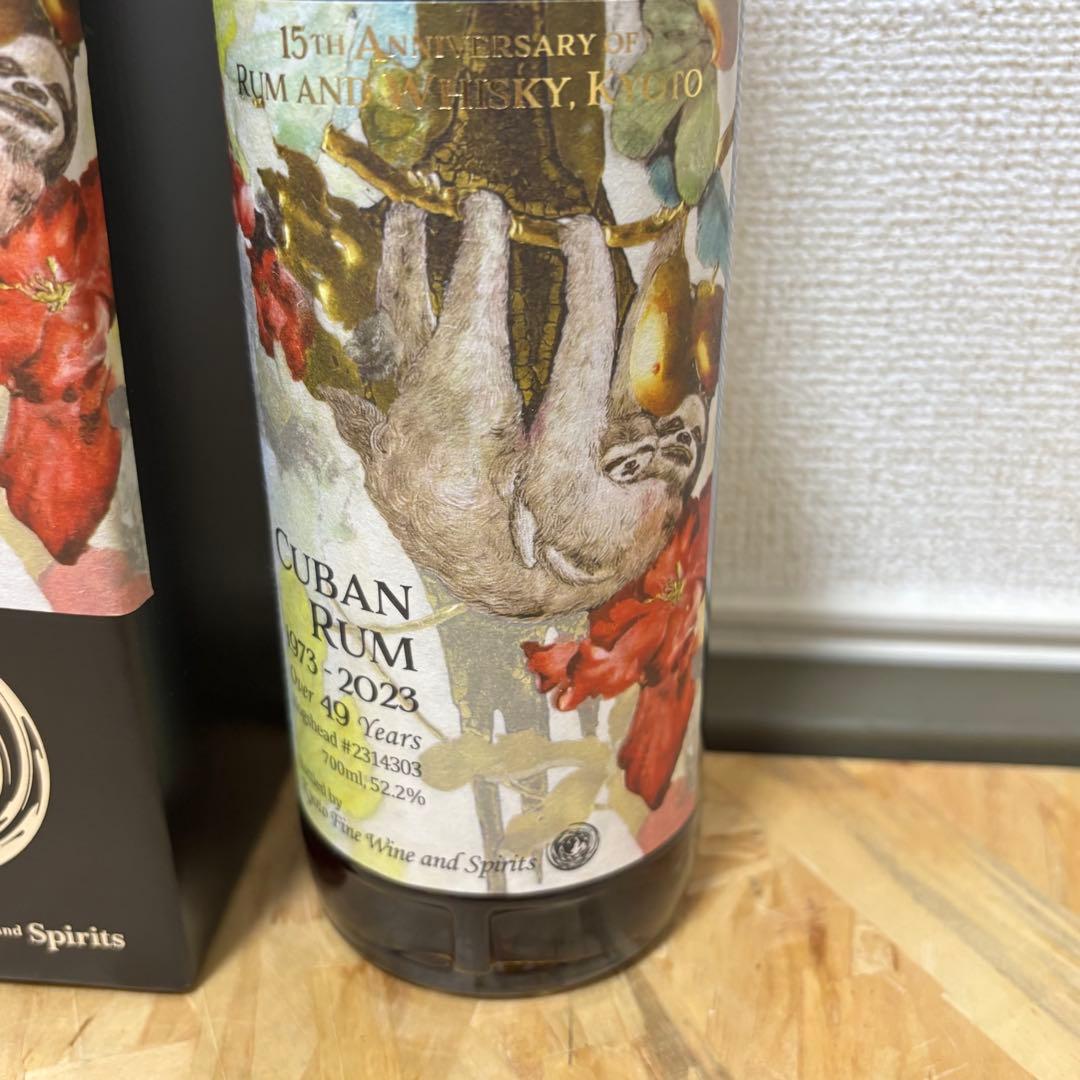 15TH ANNIVERSARY OF
RUM AND WHISKY, KYOTO
CUBAN
RUM
1973 - 2023
Over 49 Years
#2314303
700ml, 52.2%
by
Fine Wine and Spirits
and Spirits